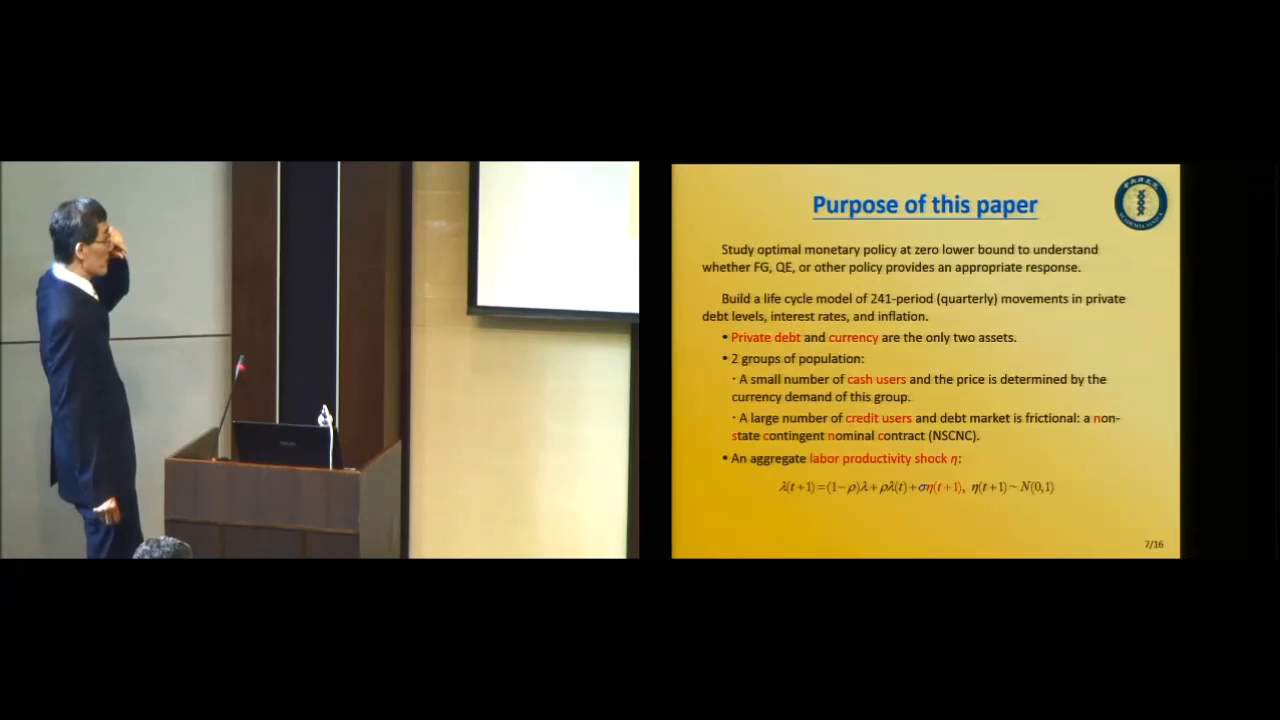 Purpose of this paper
Study optimal monetary policy at zero lower bound to understand
whether FG, QE, or other policy provides an appropriate response.
Build a life cycle model of 241-period (quarterly) movements in private
debt levels, interest rates, and inflation.
• Private debt and currency are the only two assets.
• 2 groups of population:
· A small number of cash users and the price is determined by the
currency demand of this group.
· A large number of credit users and debt market is frictional: a non-
state contingent nominal contract (NSCNC).
• An aggregate labor productivity shock η:
λ(t+1)=(1−ρ)λ+ρλ(t)+ση(t+1), η(t+1)~N(0,1)
7/16
ACADEMIA SINICA